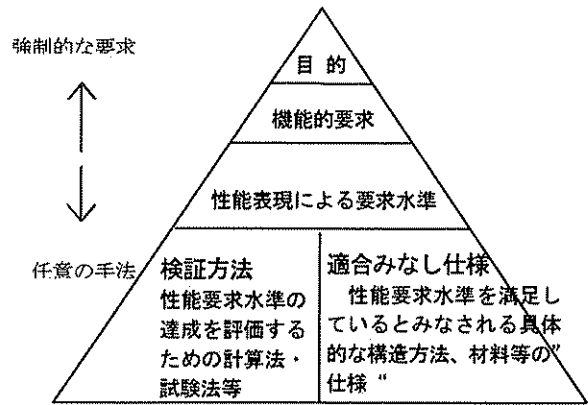 強制的な要求
目 的
機能的要求
性能表現による要求水準
任意の手法
検証方法
性能要求水準の
達成を評価する
ための計算法・
試験法等
適合みなし仕様
性能要求水準を満足し
ているとみなされる具体
的な構造方法、材料等の”
仕様 “